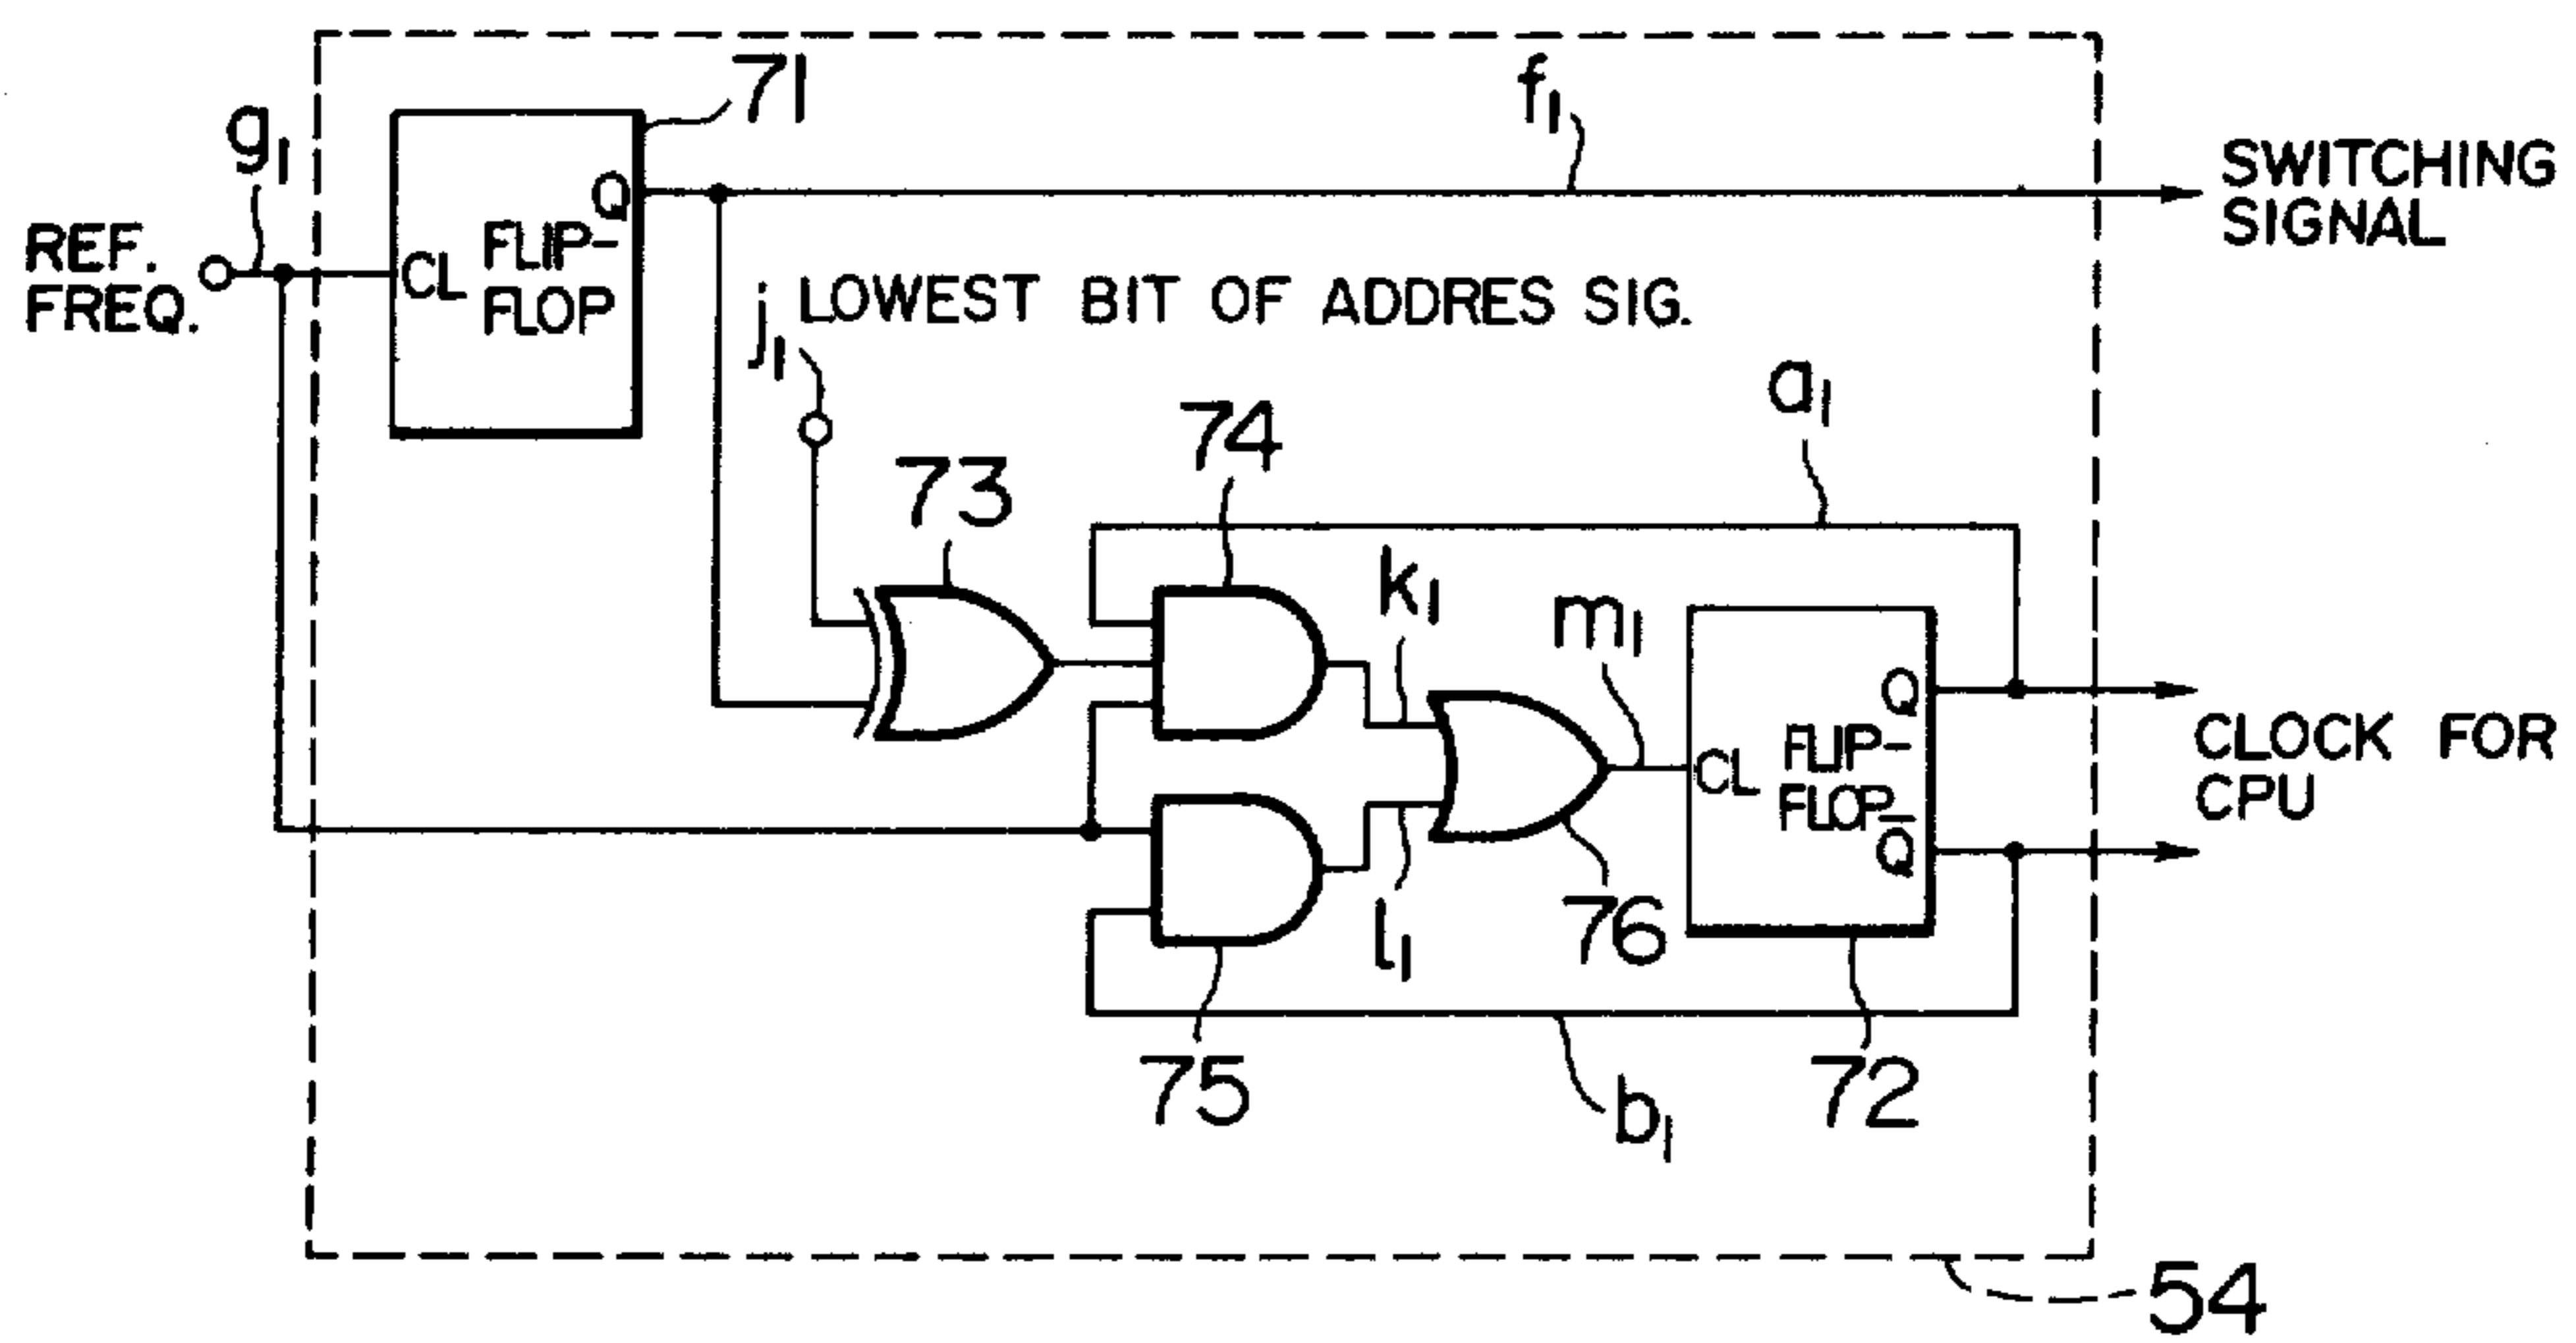 71
f₁
g₁
SWITCHING
SIGNAL
Q
REF.
FREQ.
CL
FLIP-
FLOP
j₁
LOWEST BIT OF ADDRES SIG.
a₁
74
73
k₁
m₁
Q
CLOCK FOR
CPU
CL
FLIP-
FLOP
Q̅
l₁
76
75
72
b₁
54